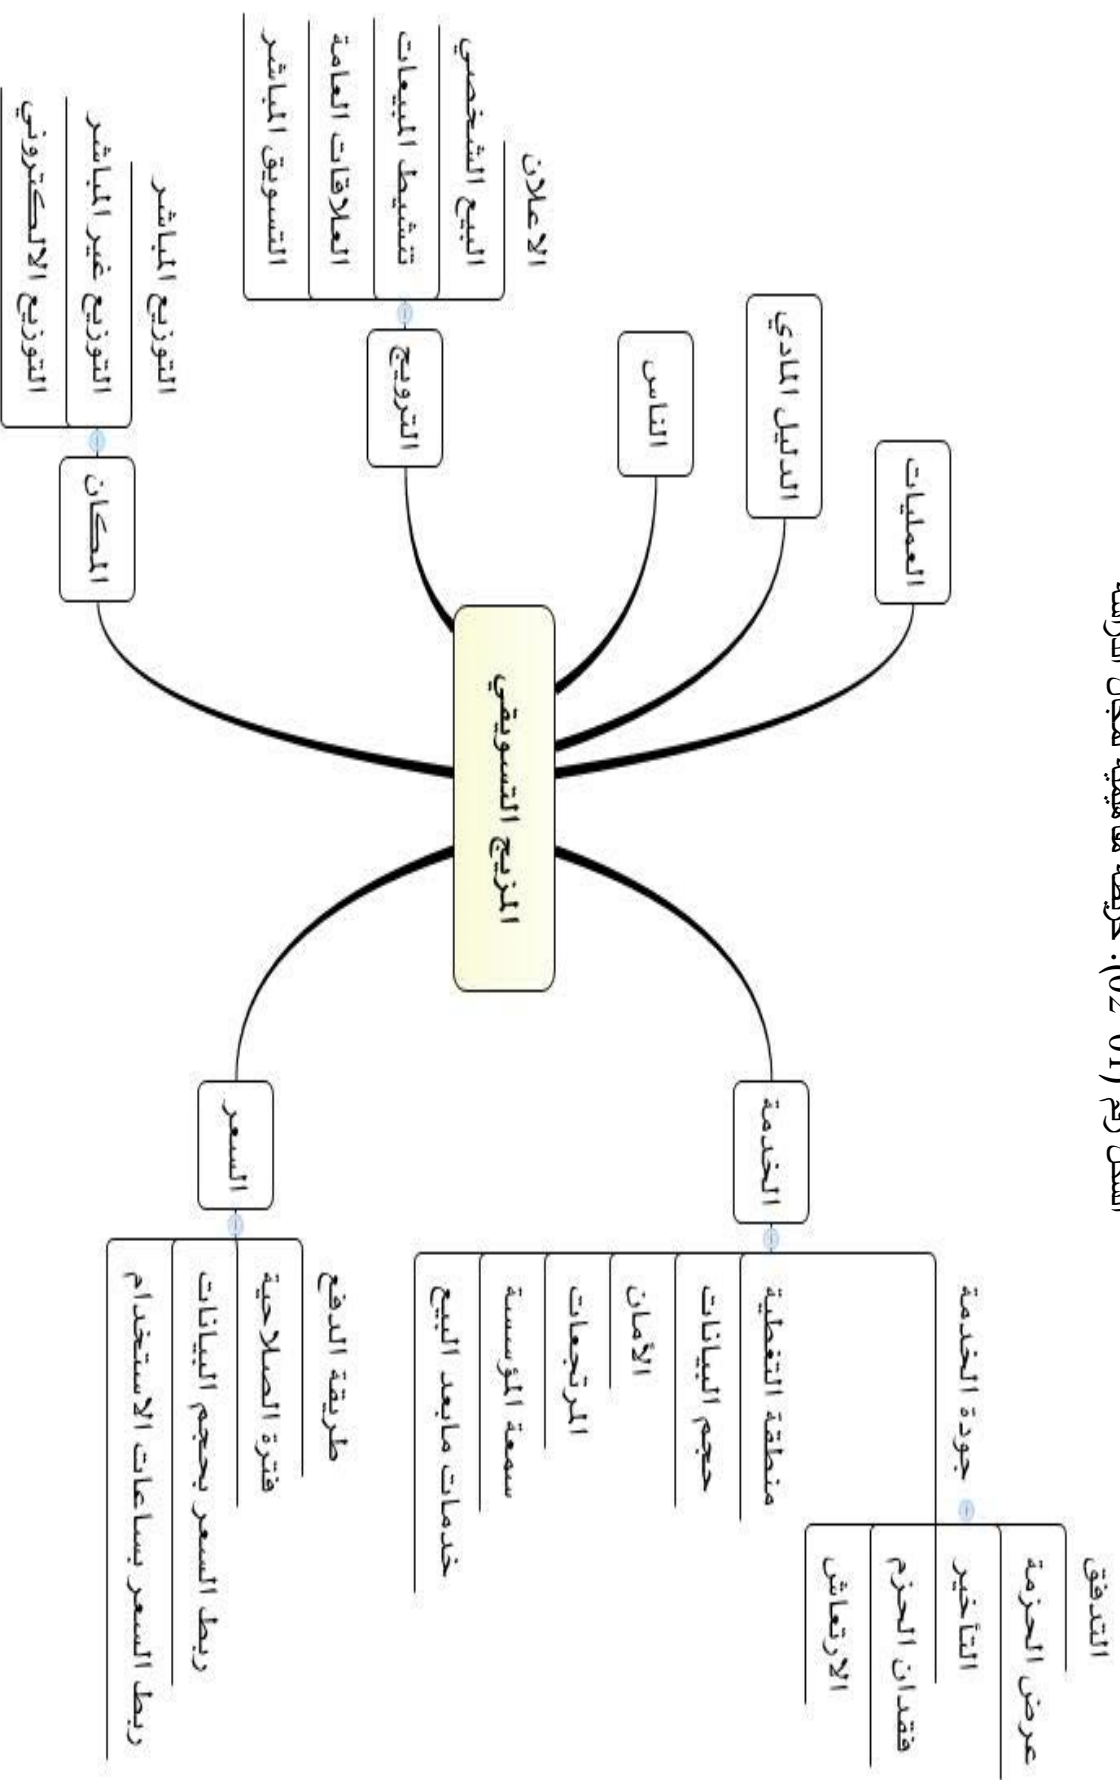 المزيج التسويقي
الخدمة
جودة الخدمة
التدفق
عرض الحزمة
التأخير
فقدان الحزم
الارتعاش
منطقة التغطية
حجم البيانات
الأمان
المرتجعات
سمعة المؤسسة
خدمات مابعد البيع
السعر
طريقة الدفع
فترة الصلاحية
ربط السعر بحجم البيانات
ربط السعر بساعات الاستخدام
العمليات
الدليل المادي
الناس
الترويج
الاعلان
البيع الشخصي
تنشيط المبيعات
العلاقات العامة
التسويق المباشر
المكان
التوزيع المباشر
التوزيع غير المباشر
التوزيع الالكتروني